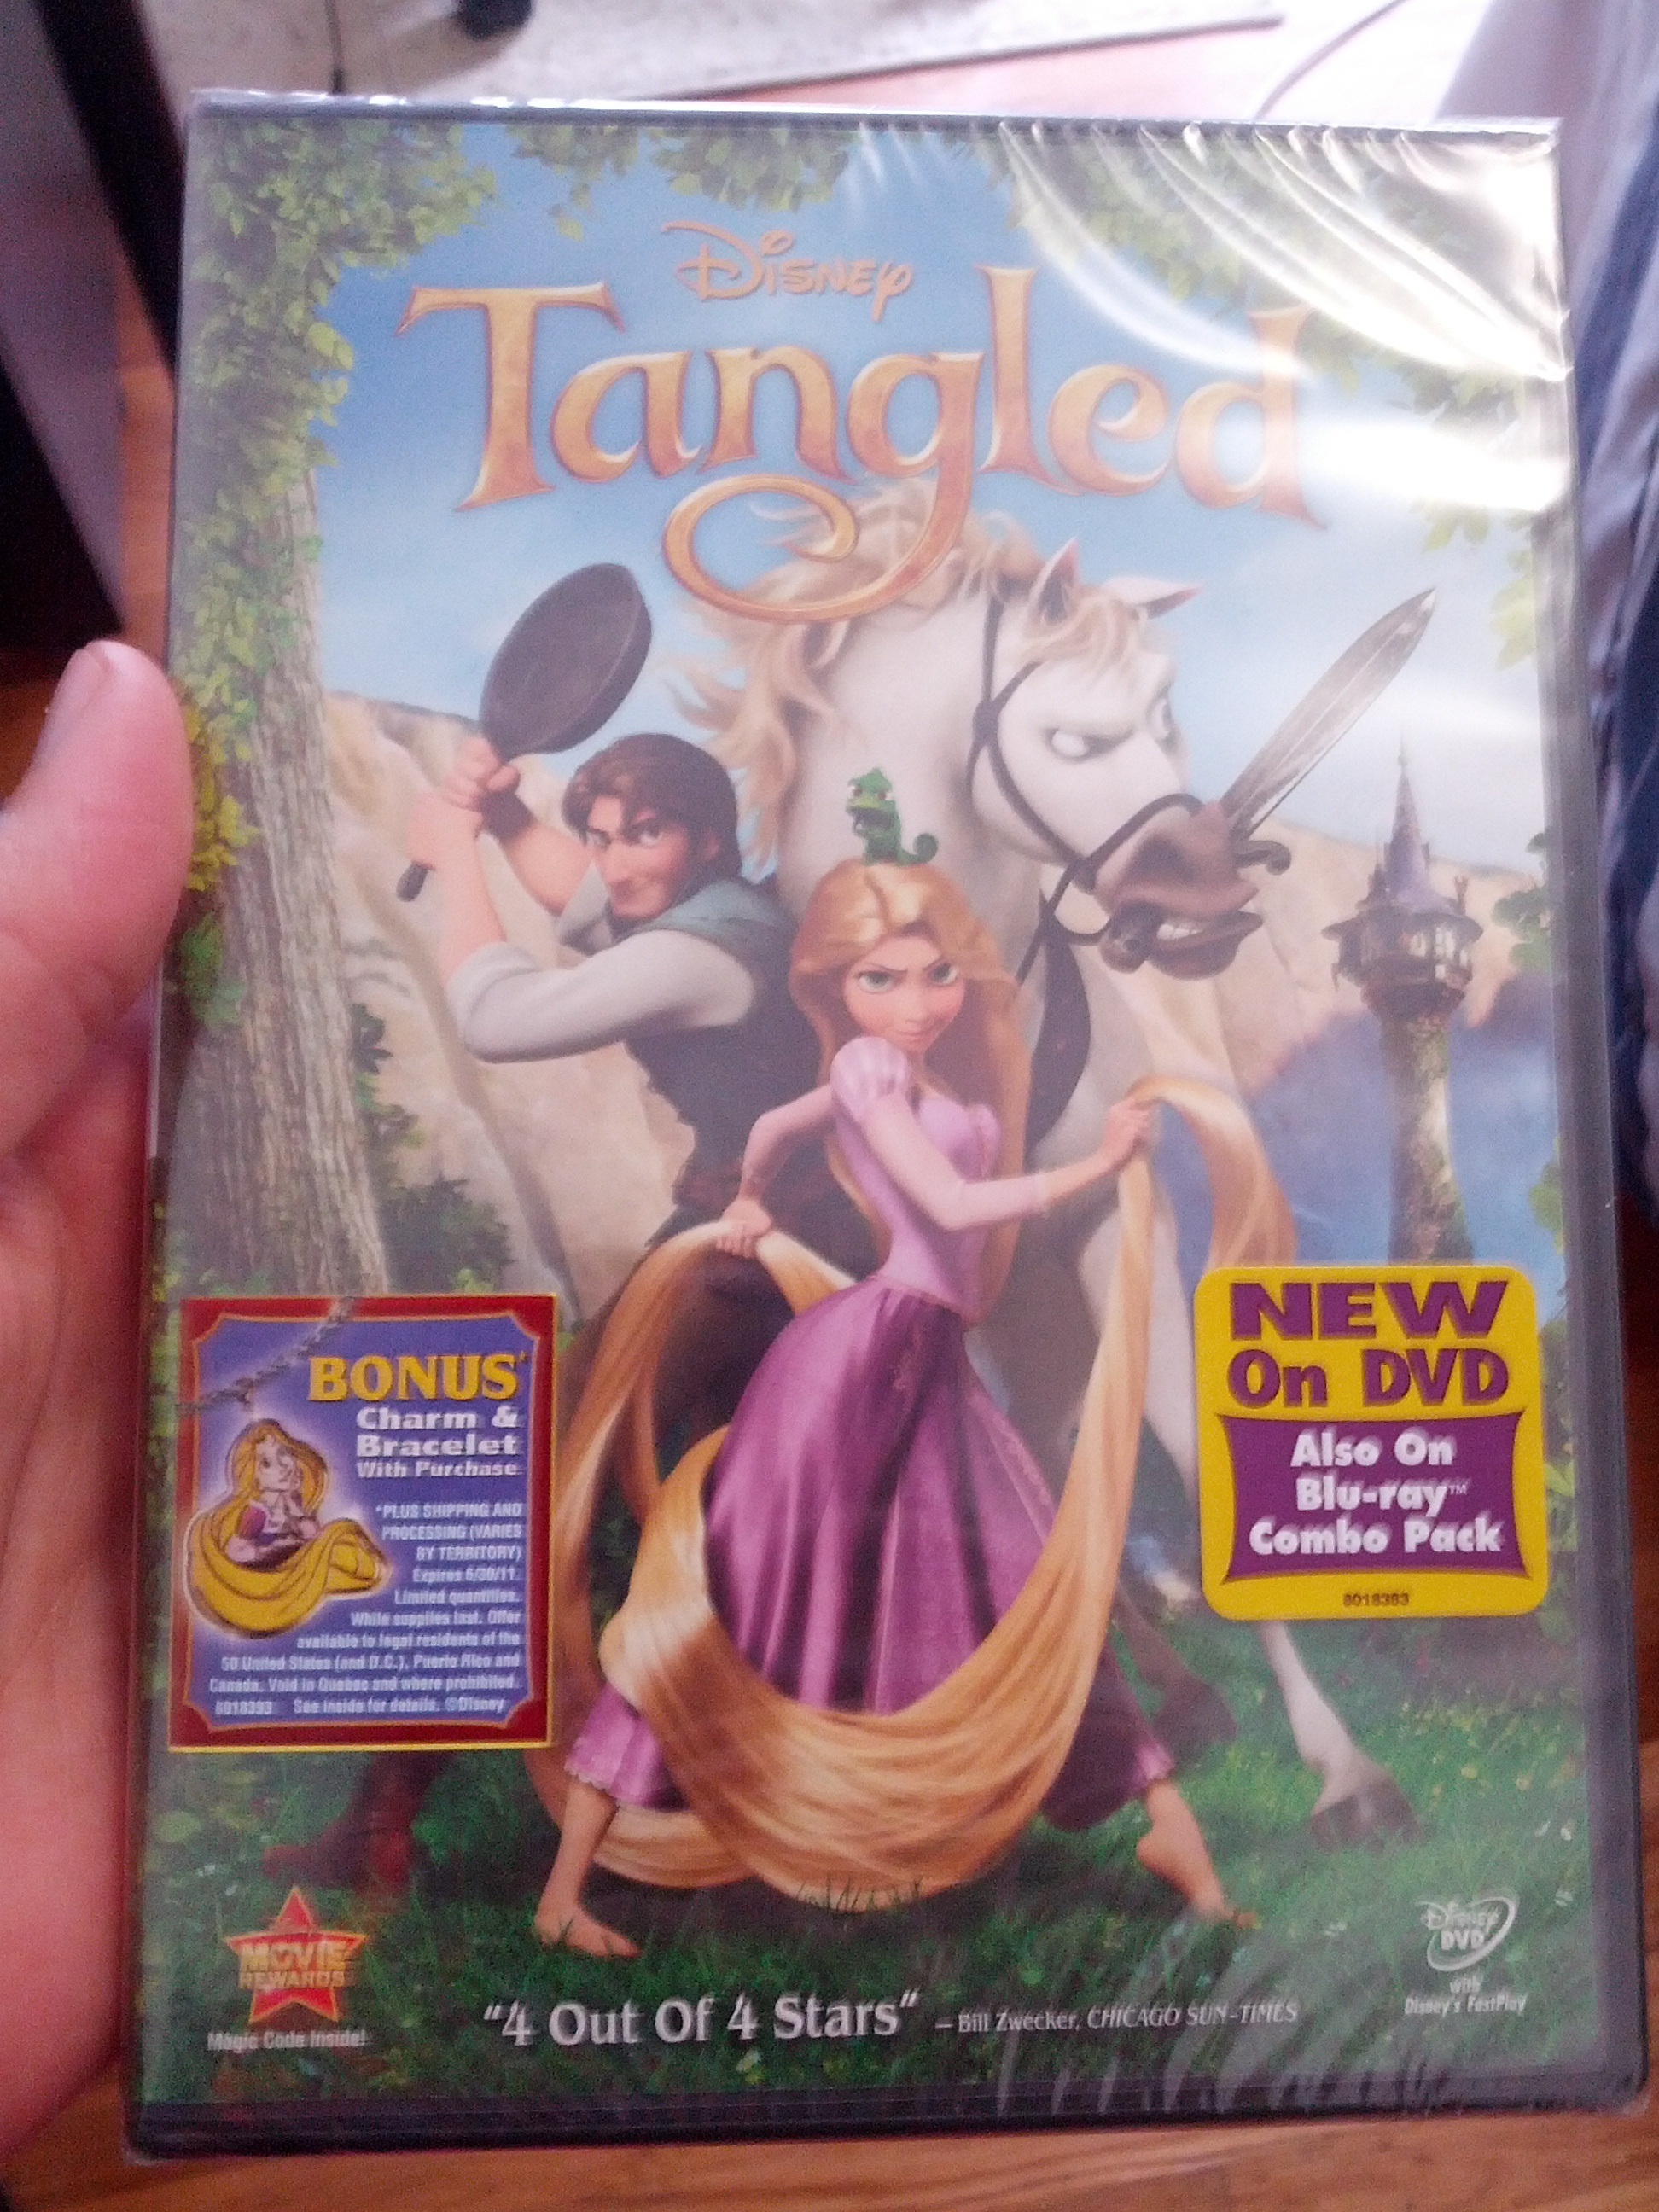 Disney
Tangled
BONUS*
Charm &
Bracelet
With Purchase
*PLUS SHIPPING AND
PROCESSING (VARIES
BY TERRITORY)
Expires 6/30/11.
Limited quantities.
While supplies last. Offer
available to legal residents of the
50 United States (and D.C.), Puerto Rico and
Canada. Void in Quebec and where prohibited.
8018393 See inside for details. ©Disney
NEW
On DVD
Also On
Blu-ray™
Combo Pack
8018393
MOVIE
REWARDS
Magic Code Inside!
"4 Out Of 4 Stars" – Bill Zwecker, CHICAGO SUN-TIMES
Disney
DVD
with
Disney's FastPlay